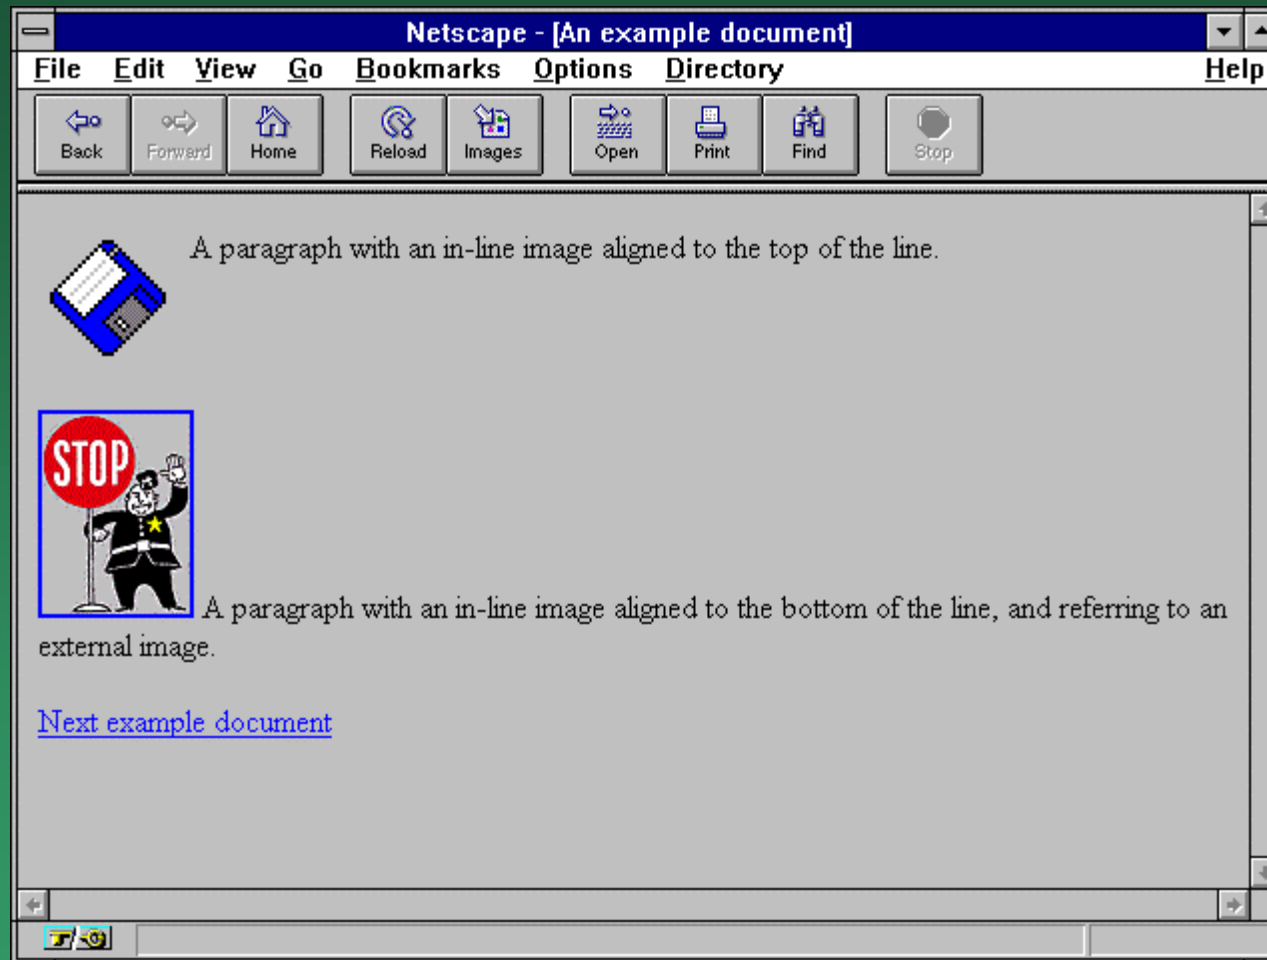 Netscape - [An example document]
File Edit View Go Bookmarks Options Directory Help
Back Forward Home Reload Images Open Print Find Stop
A paragraph with an in-line image aligned to the top of the line.
STOP
A paragraph with an in-line image aligned to the bottom of the line, and referring to an
external image.
Next example document